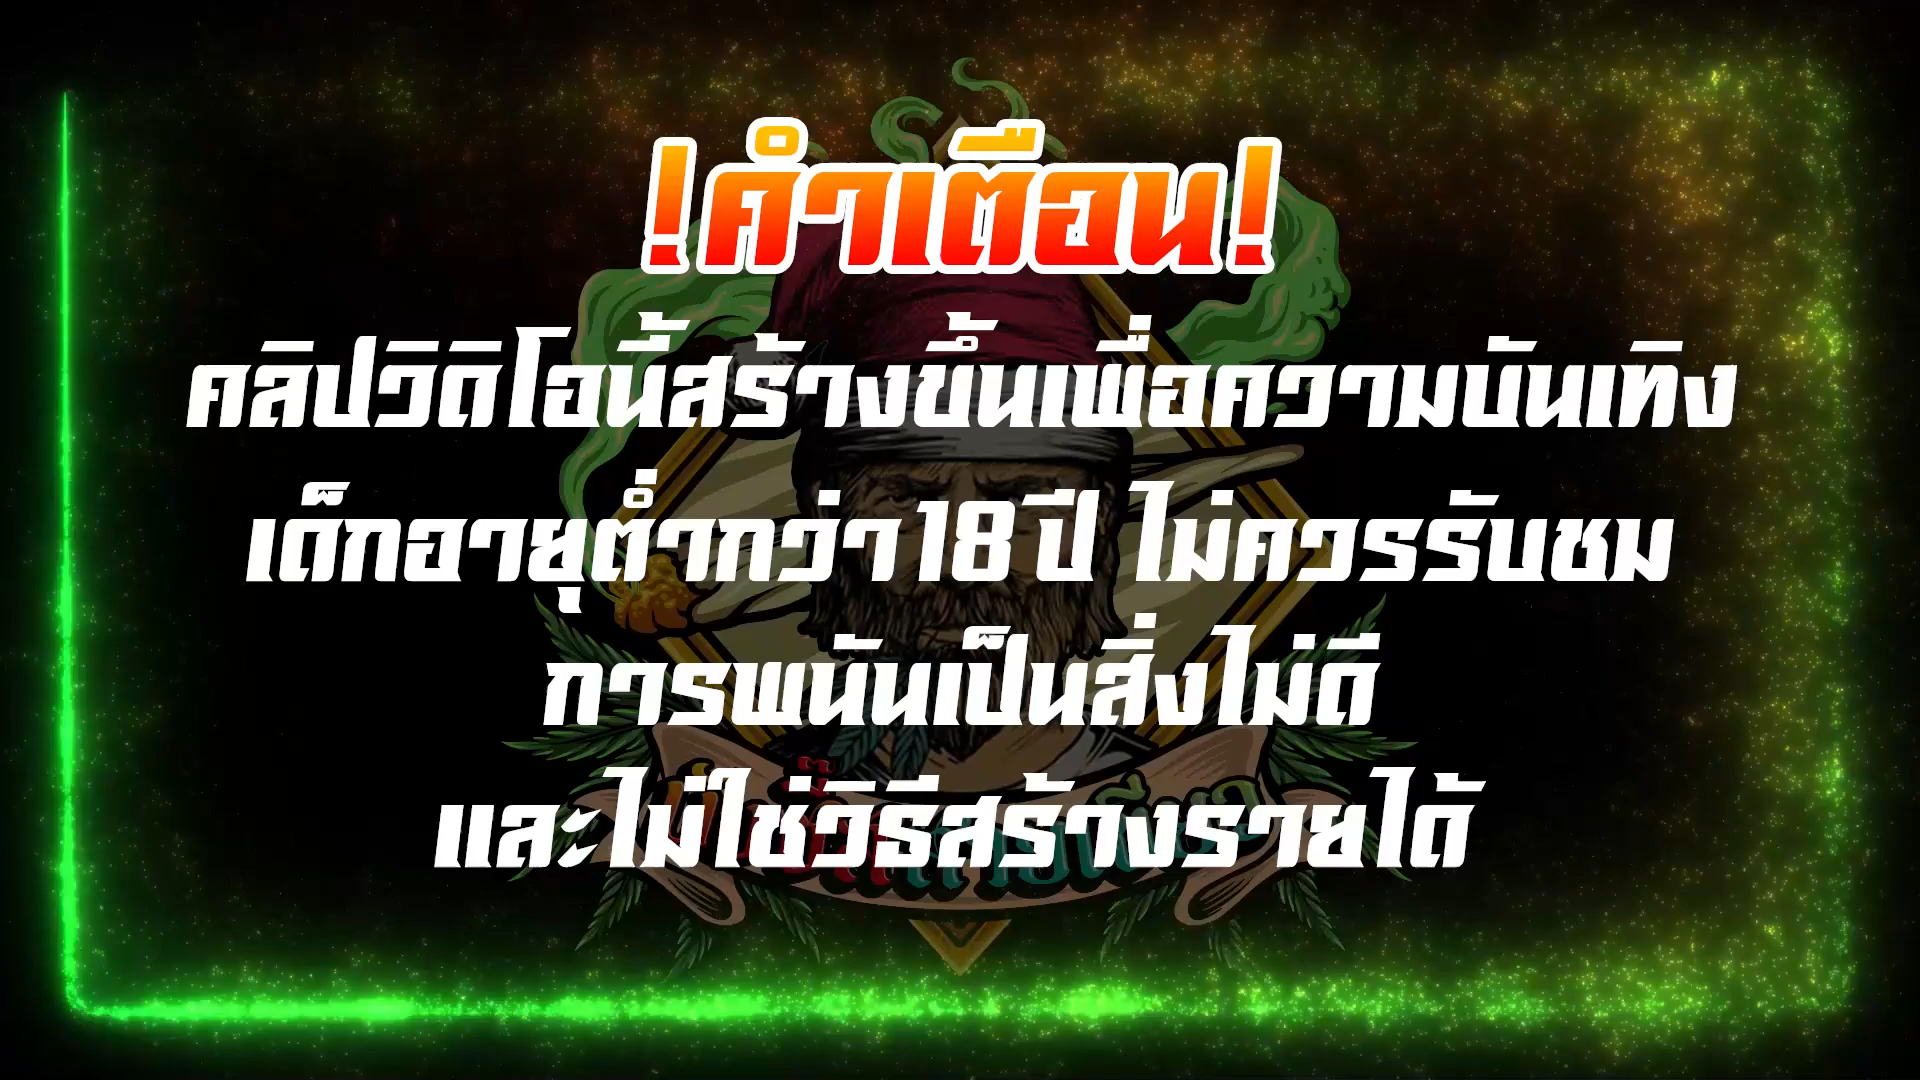 !คำเตือน!
คลิปวิดิโอนี้สร้างขึ้นเพื่อความบันเทิง
เด็กอายุต่ำกว่า18ปี ไม่ควรรับชม
การพนันเป็นสิ่งไม่ดี
และไม่ใช่วิธีสร้างรายได้